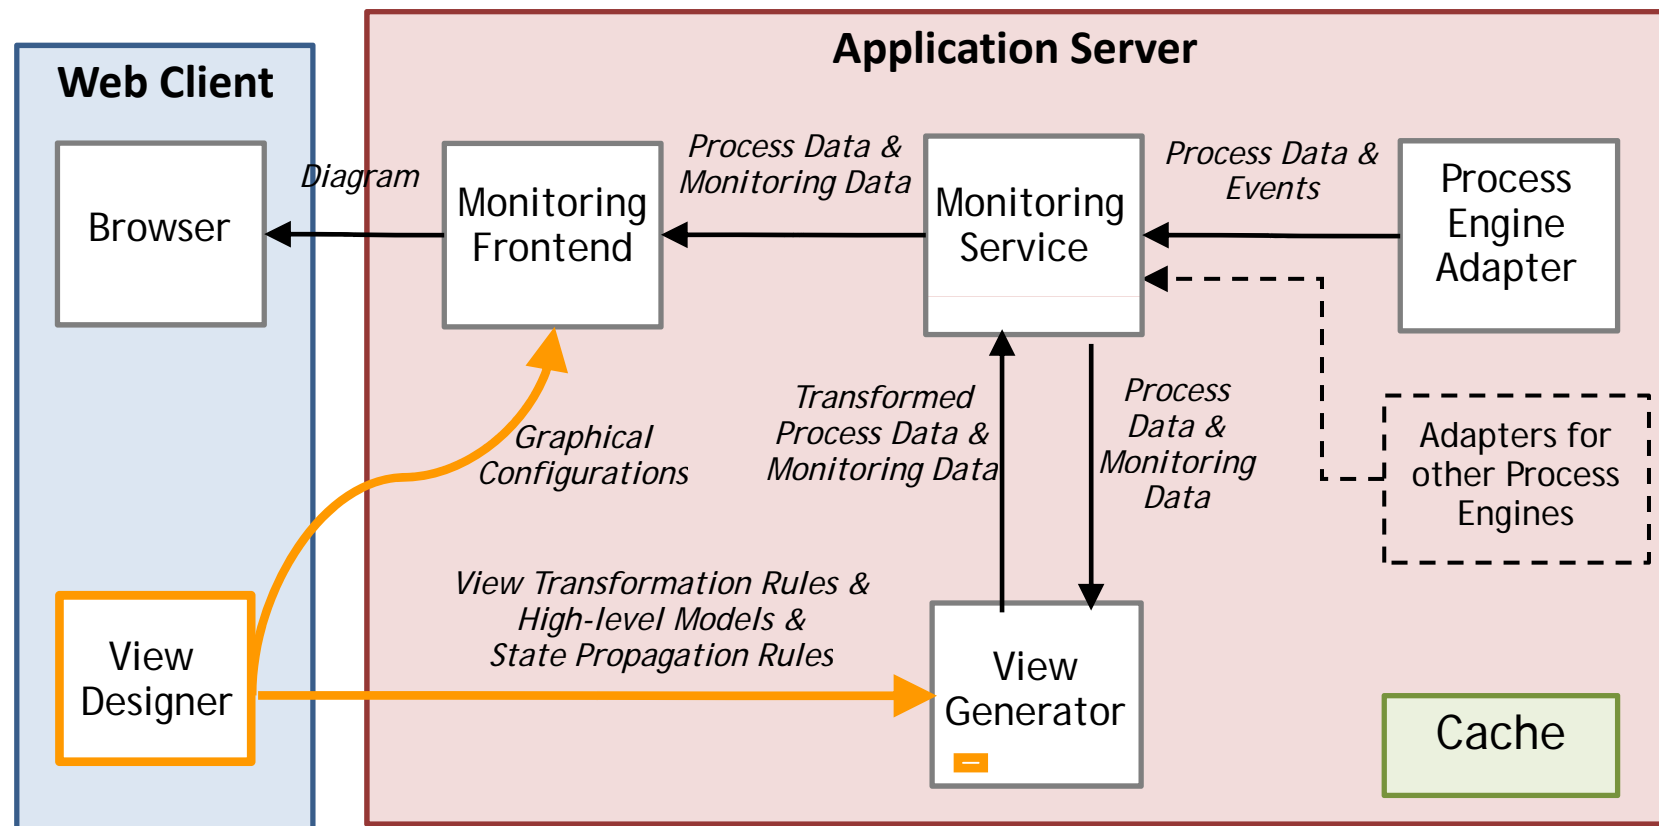 Application Server
Web Client
Browser
Diagram
Monitoring
Frontend
Process Data &
Monitoring Data
Monitoring
Service
Process Data &
Events
Process
Engine
Adapter
Graphical
Configurations
Transformed
Process Data &
Monitoring Data
Process
Data &
Monitoring
Data
Adapters for
other Process
Engines
View Transformation Rules &
High-level Models &
State Propagation Rules
View
Designer
View
Generator
Cache